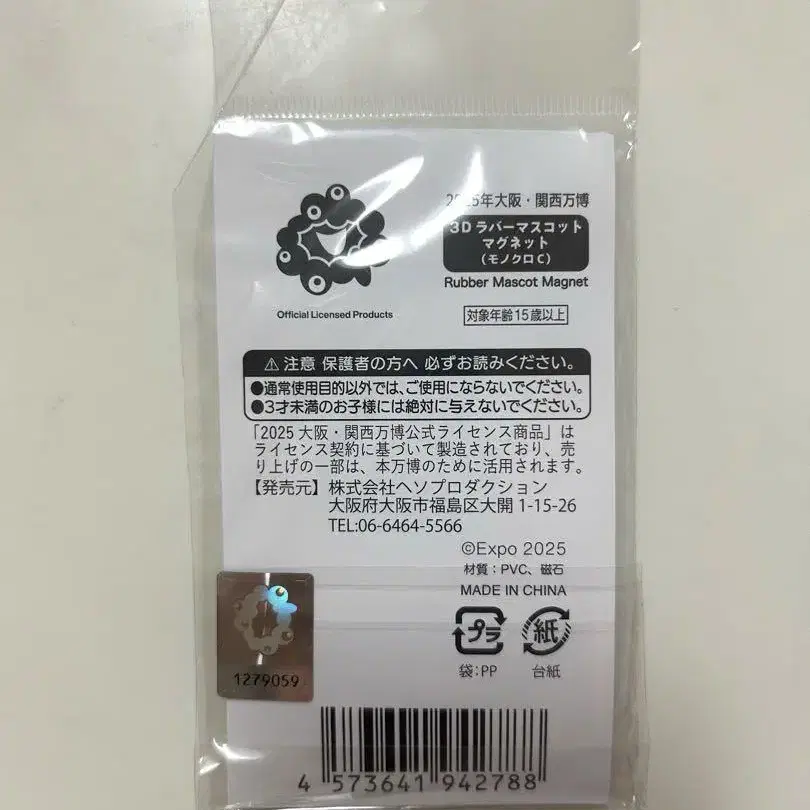 2025年大阪・関西万博
3Dラバーマスコット
マグネット
（モノクロC）
Rubber Mascot Magnet
対象年齢15歳以上
Official Licensed Products
⚠注意 保護者の方へ 必ずお読みください。
●通常使用目的以外では、ご使用にならないでください。
●3才未満のお子様には絶対に与えないでください。
「2025 大阪・関西万博公式ライセンス商品」は
ライセンス契約に基づいて製造されており、売
り上げの一部は、本万博のために活用されます。
【発売元】株式会社ヘソプロダクション
大阪府大阪市福島区大開1-15-26
TEL:06-6464-5566
©Expo 2025
材質：PVC、磁石
MADE IN CHINA
プラ 紙
袋:PP 台紙
1279059
4 573641 942788